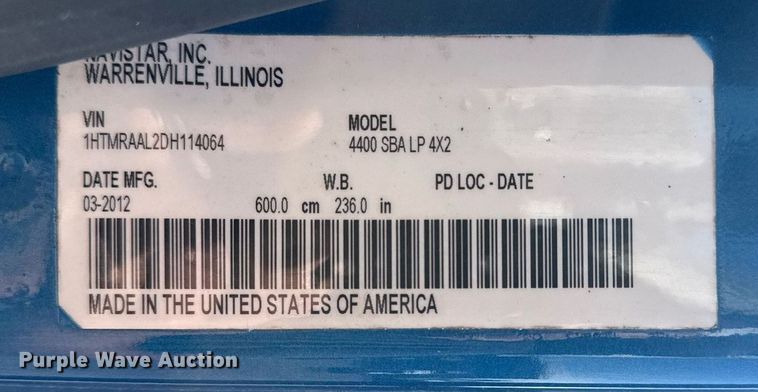 NAVISTAR, INC.
WARRENVILLE, ILLINOIS
VIN MODEL
1HTMRAAL2DH114064 4400 SBA LP 4X2
DATE MFG. W.B. PD LOC - DATE
03-2012 600.0 cm 236.0 in
MADE IN THE UNITED STATES OF AMERICA
Purple Wave Auction